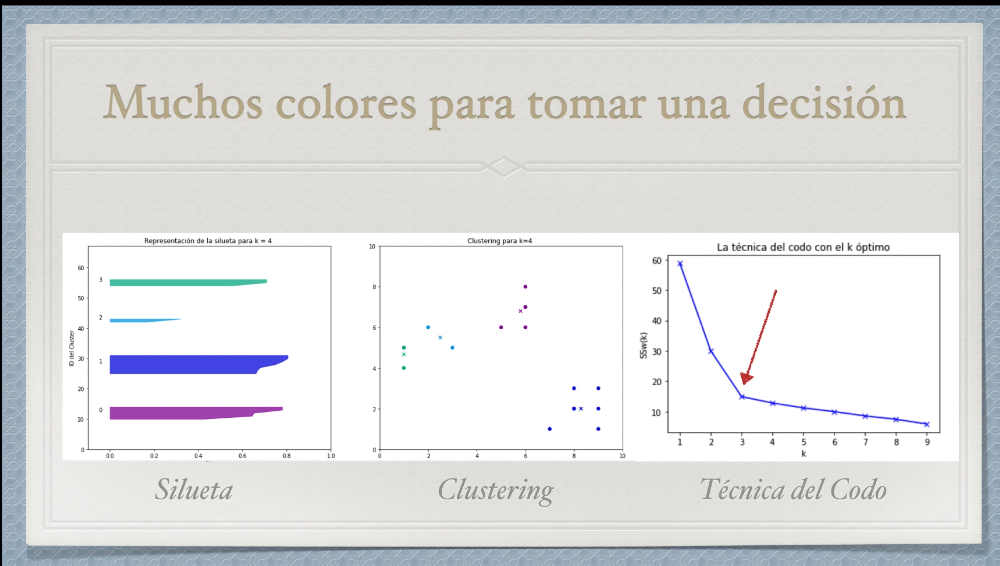 Muchos colores para tomar una decisión
Representación de la silueta para k = 4
ID del Cluster
60
50
40
30
20
10
0
3
2
1
0
0.0 0.2 0.4 0.6 0.8 1.0
Clustering para k=4
10
8
6
4
2
0
0 2 4 6 8 10
La técnica del codo con el k óptimo
SSw(k)
60
50
40
30
20
10
1 2 3 4 5 6 7 8 9
k
Silueta
Clustering
Técnica del Codo